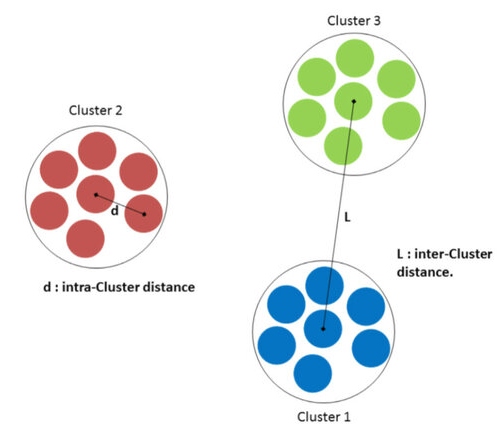 Cluster 3
Cluster 2
d
L
L : inter-Cluster
distance.
d : intra-Cluster distance
Cluster 1